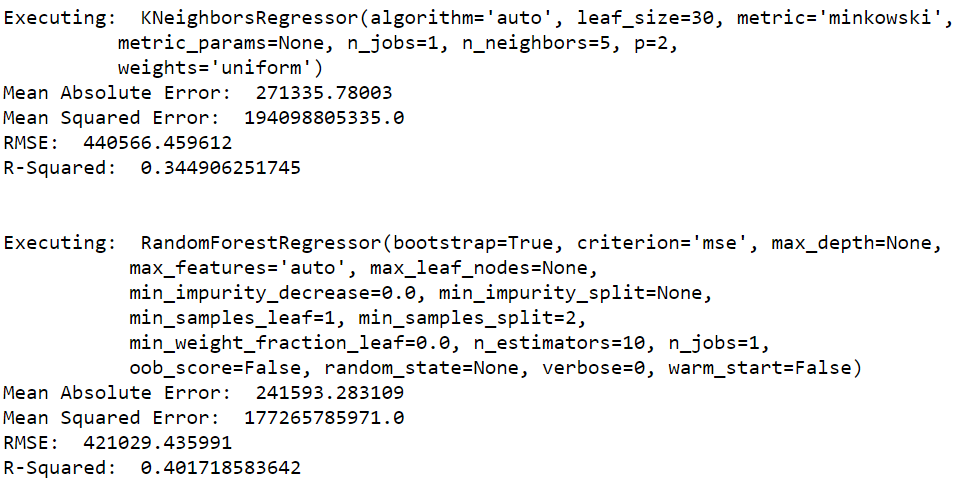 Executing:  KNeighborsRegressor(algorithm='auto', leaf_size=30, metric='minkowski',
          metric_params=None, n_jobs=1, n_neighbors=5, p=2,
          weights='uniform')
Mean Absolute Error:  271335.78003
Mean Squared Error:  194098805335.0
RMSE:  440566.459612
R-Squared:  0.344906251745
Executing:  RandomForestRegressor(bootstrap=True, criterion='mse', max_depth=None,
           max_features='auto', max_leaf_nodes=None,
           min_impurity_decrease=0.0, min_impurity_split=None,
           min_samples_leaf=1, min_samples_split=2,
           min_weight_fraction_leaf=0.0, n_estimators=10, n_jobs=1,
           oob_score=False, random_state=None, verbose=0, warm_start=False)
Mean Absolute Error:  241593.283109
Mean Squared Error:  177265785971.0
RMSE:  421029.435991
R-Squared:  0.401718583642